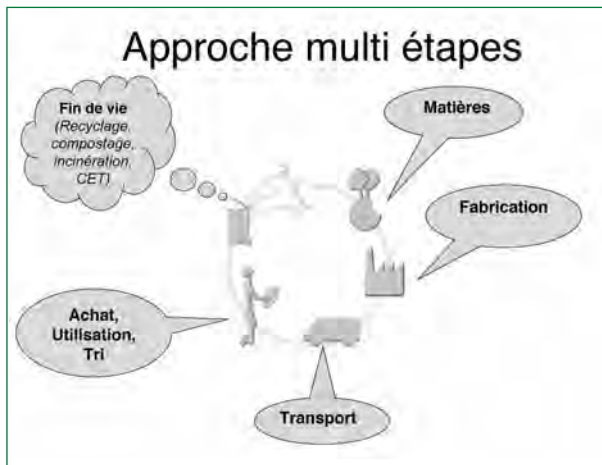 Approche multi étapes
Fin de vie
(Recyclage,
compostage,
incinération,
CET)
Matières
Fabrication
Achat,
Utilisation,
Tri
Transport